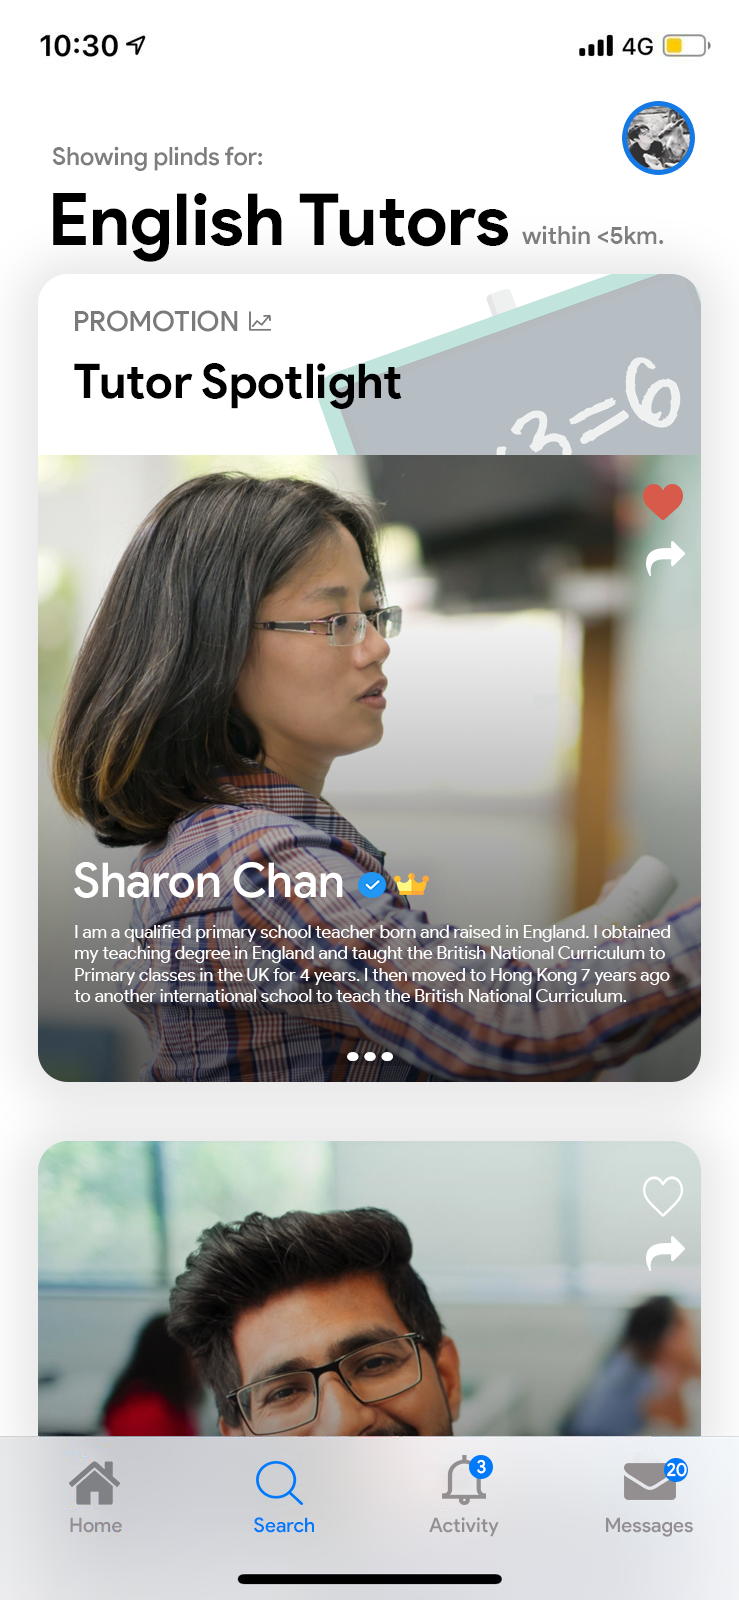 10:30
4G
Showing plinds for:
English Tutors within <5km.
PROMOTION
Tutor Spotlight
3=6
Sharon Chan
I am a qualified primary school teacher born and raised in England. I obtained
my teaching degree in England and taught the British National Curriculum to
Primary classes in the UK for 4 years. I then moved to Hong Kong 7 years ago
to another international school to teach the British National Curriculum.
3
20
Home
Search
Activity
Messages